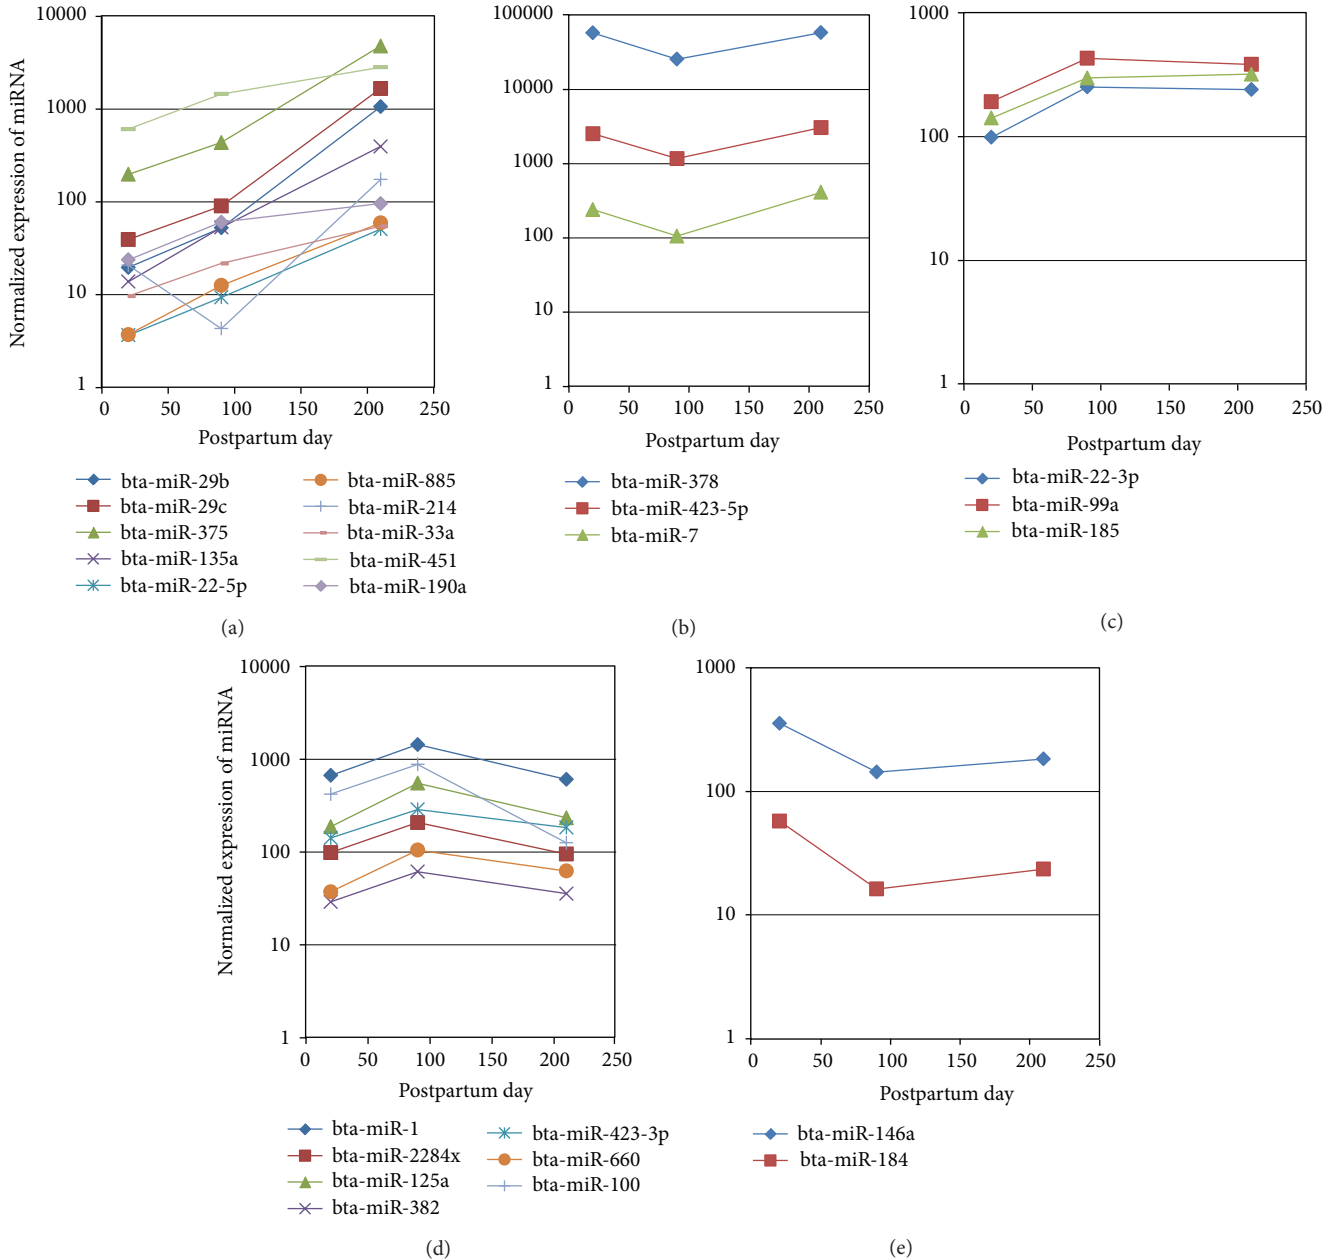 Normalized expression of miRNA
10000
1000
100
10
1
0
50
100
150
200
250
Postpartum day
bta-miR-29b
bta-miR-29c
bta-miR-375
bta-miR-135a
bta-miR-22-5p
bta-miR-885
bta-miR-214
bta-miR-33a
bta-miR-451
bta-miR-190a
(a)
100000
10000
1000
100
10
1
0
50
100
150
200
250
Postpartum day
bta-miR-378
bta-miR-423-5p
bta-miR-7
(b)
1000
100
10
1
0
50
100
150
200
250
Postpartum day
bta-miR-22-3p
bta-miR-99a
bta-miR-185
(c)
Normalized expression of miRNA
10000
1000
100
10
1
0
50
100
150
200
250
Postpartum day
bta-miR-1
bta-miR-2284x
bta-miR-125a
bta-miR-382
bta-miR-423-3p
bta-miR-660
bta-miR-100
(d)
1000
100
10
1
0
50
100
150
200
250
Postpartum day
bta-miR-146a
bta-miR-184
(e)